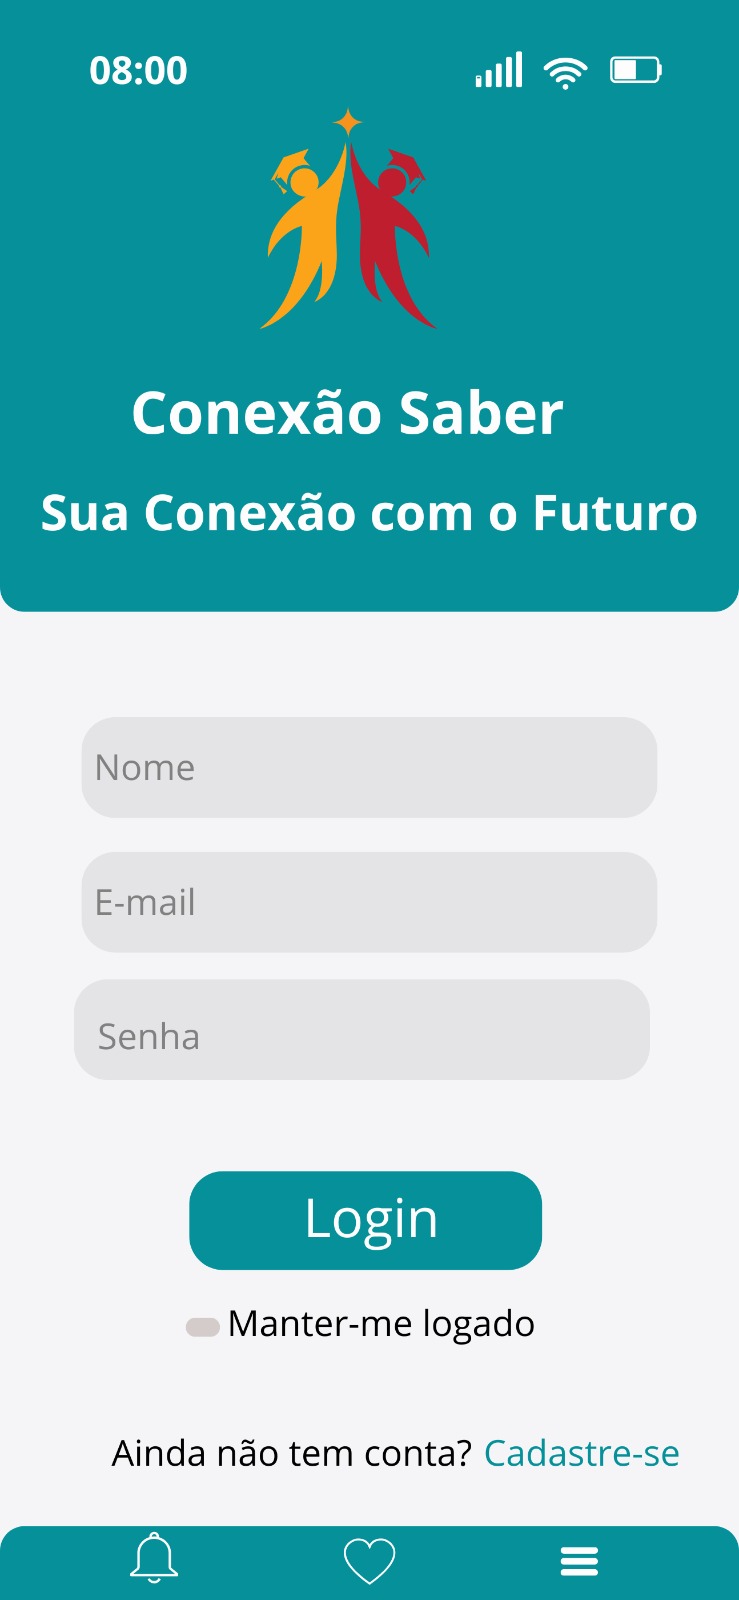 08:00
Conexão Saber
Sua Conexão com o Futuro
Nome
E-mail
Senha
Login
Manter-me logado
Ainda não tem conta? Cadastre-se